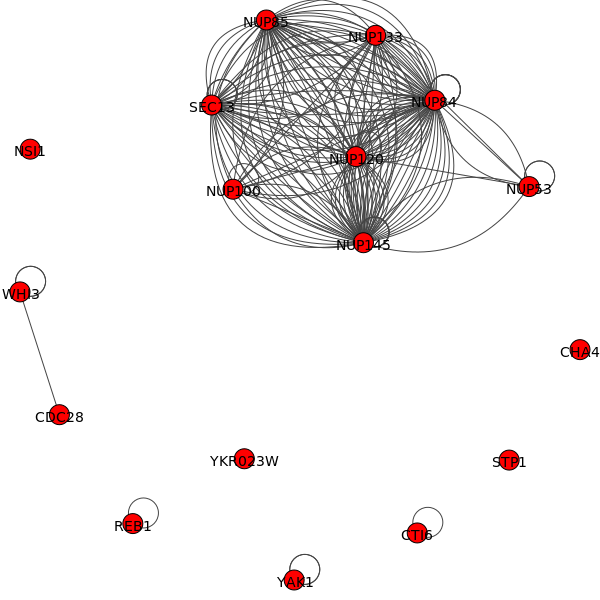 NUP85
NUP133
NUP84
SEC13
NSI1
NUP120
NUP100
NUP53
NUP145
WHI3
CHA4
CDC28
YKR023W
STP1
REB1
CTI6
YAK1